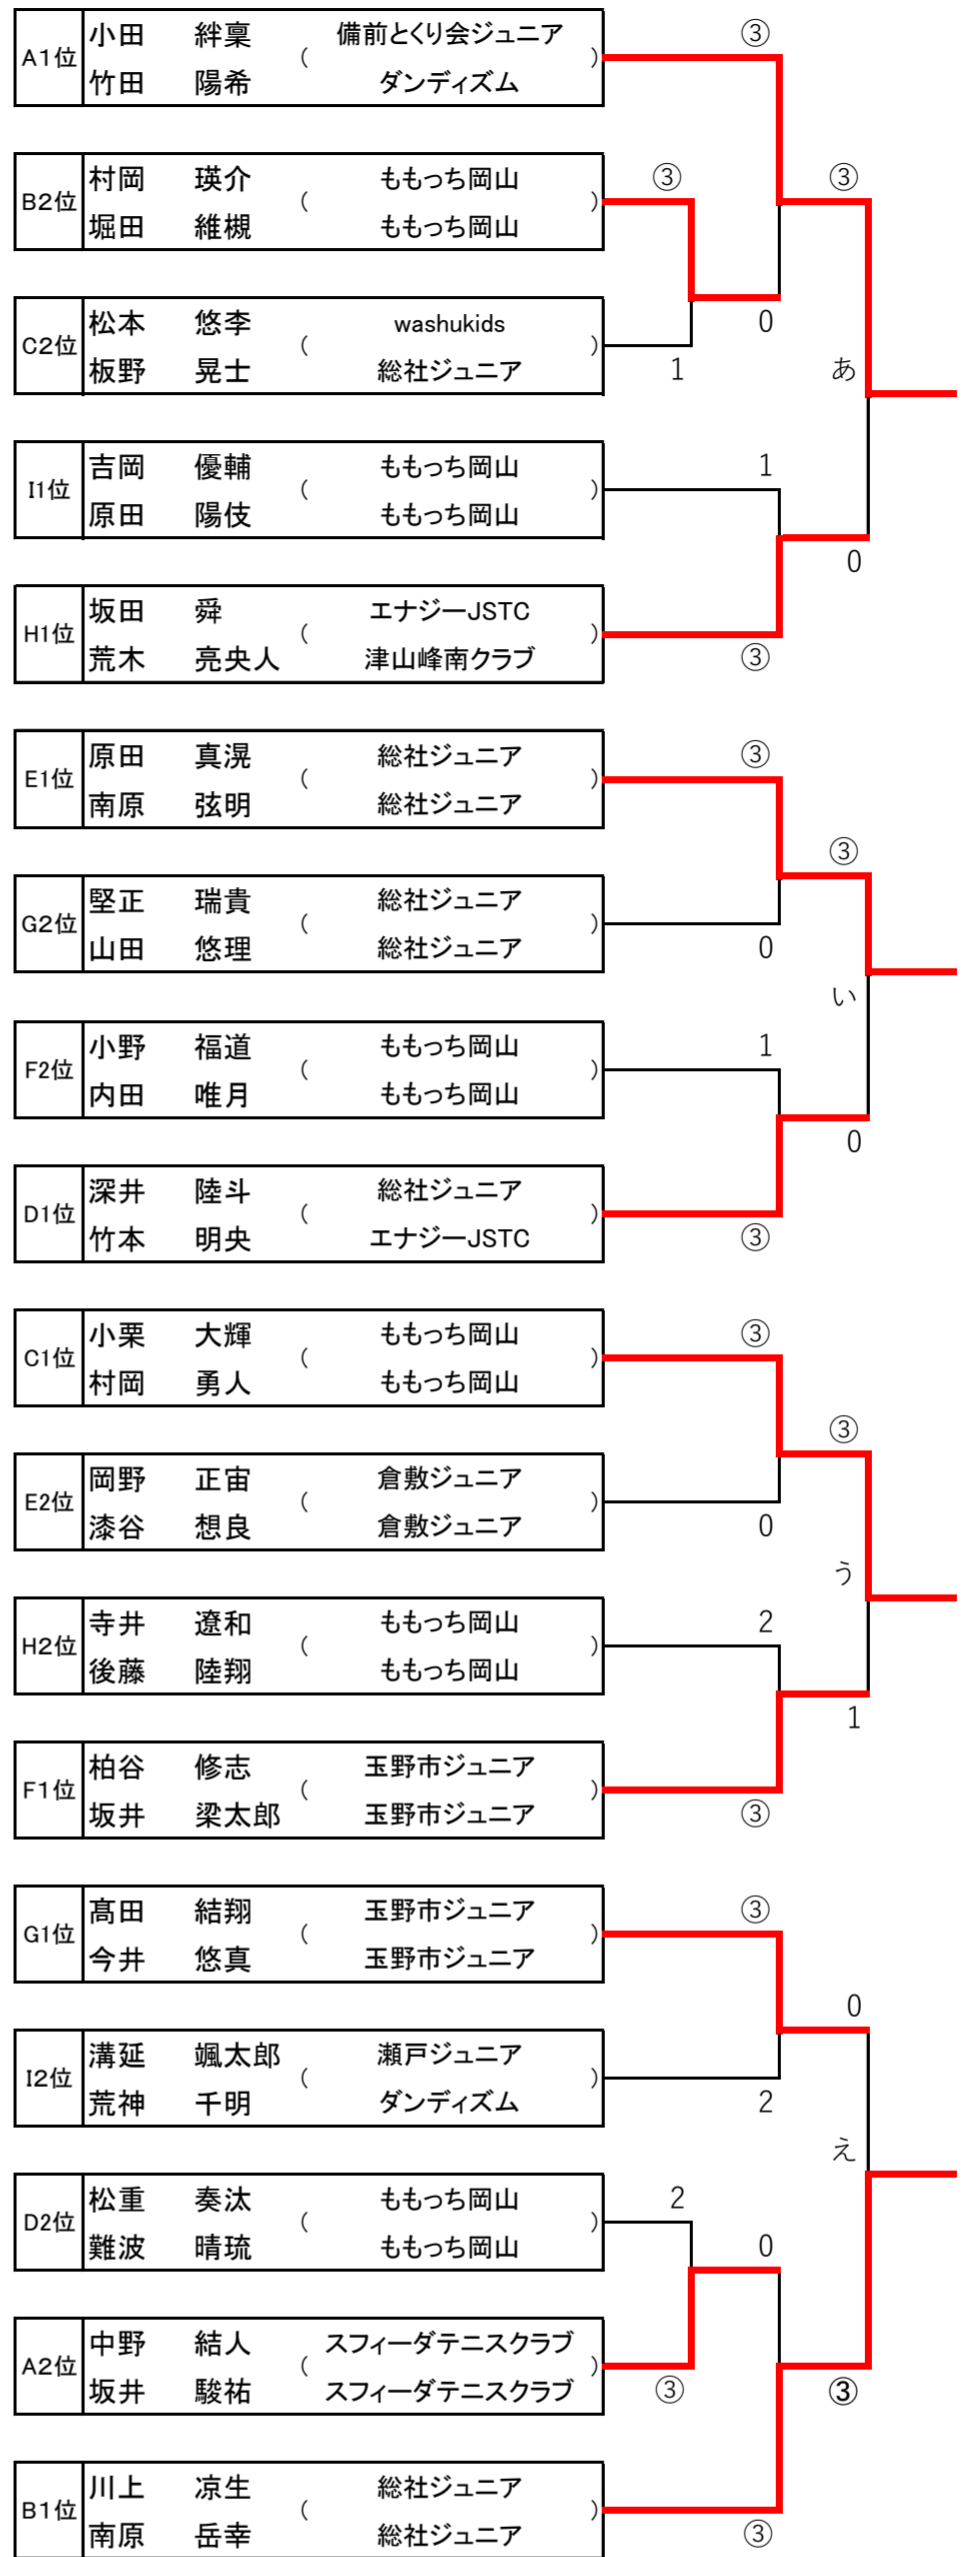 ③
A1位 小田 絆稟 ( 備前とくり会ジュニア )
竹田 陽希 ダンディズム
③ ③
B2位 村岡 瑛介 ( ももっち岡山 )
堀田 維槻 ももっち岡山
0
C2位 松本 悠李 ( washukids )
板野 晃士 総社ジュニア
1 あ
1
I1位 吉岡 優輔 ( ももっち岡山 )
原田 陽伎 ももっち岡山
0
H1位 坂田 舜 ( エナジーJSTC )
荒木 亮央人 津山峰南クラブ
③
③
E1位 原田 真滉 ( 総社ジュニア )
南原 弦明 総社ジュニア
③
G2位 堅正 瑞貴 ( 総社ジュニア )
山田 悠理 総社ジュニア
0
い
1
F2位 小野 福道 ( ももっち岡山 )
内田 唯月 ももっち岡山
0
D1位 深井 陸斗 ( 総社ジュニア )
竹本 明央 エナジーJSTC
③
③
C1位 小栗 大輝 ( ももっち岡山 )
村岡 勇人 ももっち岡山
③
E2位 岡野 正宙 ( 倉敷ジュニア )
漆谷 想良 倉敷ジュニア
0
う
2
H2位 寺井 遼和 ( ももっち岡山 )
後藤 陸翔 ももっち岡山
1
F1位 柏谷 修志 ( 玉野市ジュニア )
坂井 梁太郎 玉野市ジュニア
③
③
G1位 髙田 結翔 ( 玉野市ジュニア )
今井 悠真 玉野市ジュニア
0
I2位 溝延 颯太郎 ( 瀬戸ジュニア )
荒神 千明 ダンディズム
2
え
2
D2位 松重 奏汰 ( ももっち岡山 )
難波 晴琉 ももっち岡山
0
A2位 中野 結人 ( スフィーダテニスクラブ )
坂井 駿祐 スフィーダテニスクラブ
③ ③
B1位 川上 凉生 ( 総社ジュニア )
南原 岳幸 総社ジュニア
③